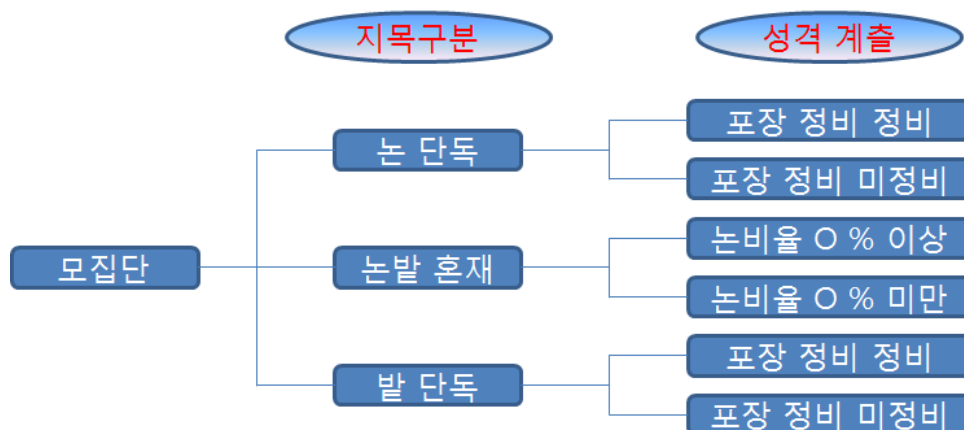 지목구분
성격 계층
모집단
논 단독
포장 정비 정비
포장 정비 미정비
논밭 혼재
논비율 O % 이상
논비율 O % 미만
밭 단독
포장 정비 정비
포장 정비 미정비